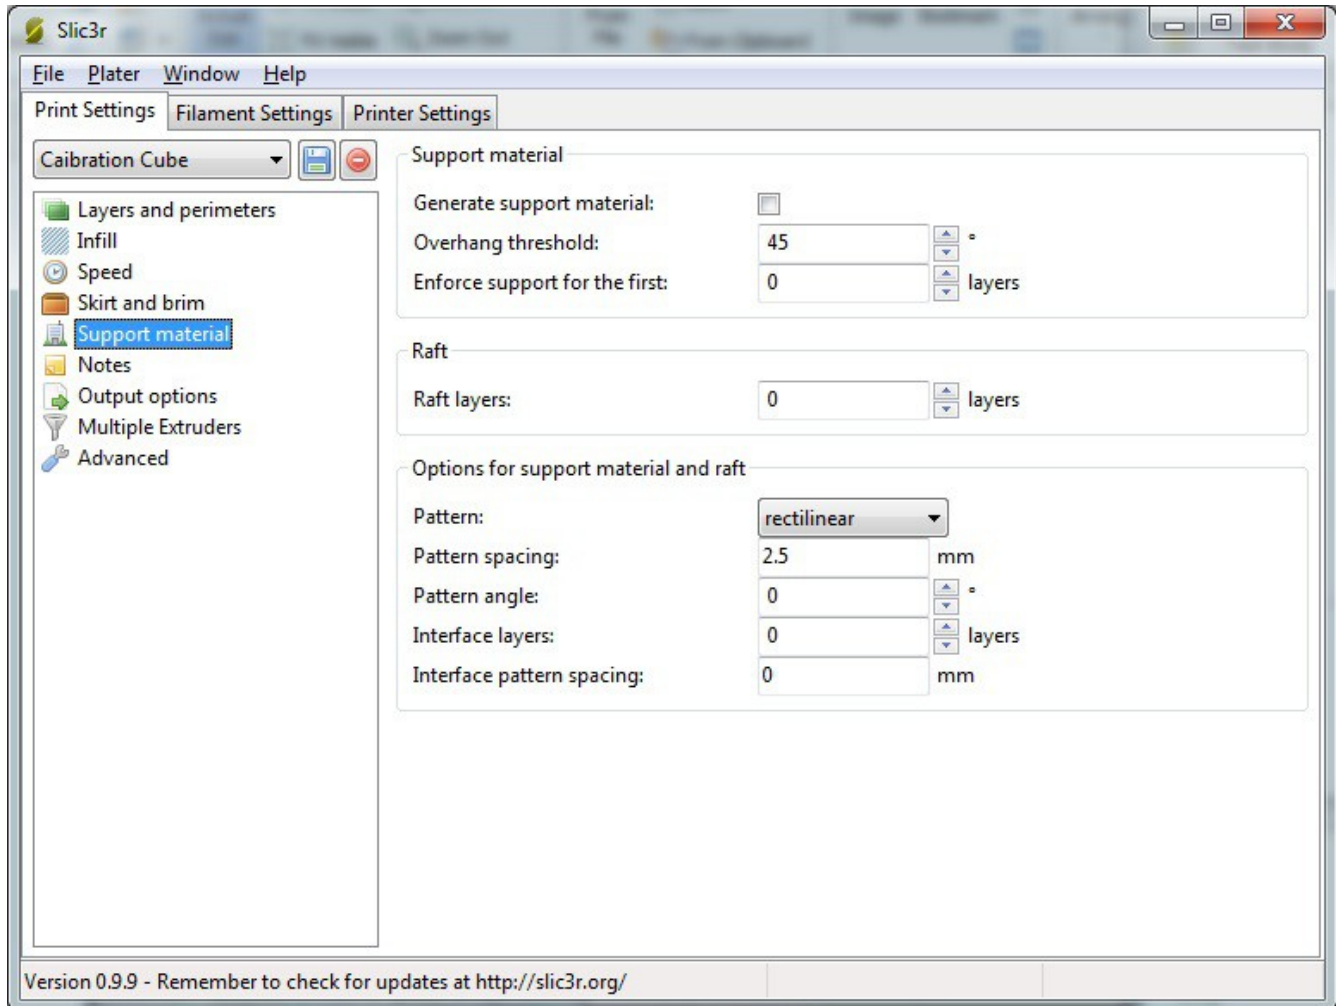 Slic3r
File Plater Window Help
Print Settings Filament Settings Printer Settings
Caibration Cube
Layers and perimeters
Infill
Speed
Skirt and brim
Support material
Notes
Output options
Multiple Extruders
Advanced
Support material
Generate support material:
Overhang threshold: 45 °
Enforce support for the first: 0 layers
Raft
Raft layers: 0 layers
Options for support material and raft
Pattern: rectilinear
Pattern spacing: 2.5 mm
Pattern angle: 0 °
Interface layers: 0 layers
Interface pattern spacing: 0 mm
Version 0.9.9 - Remember to check for updates at http://slic3r.org/